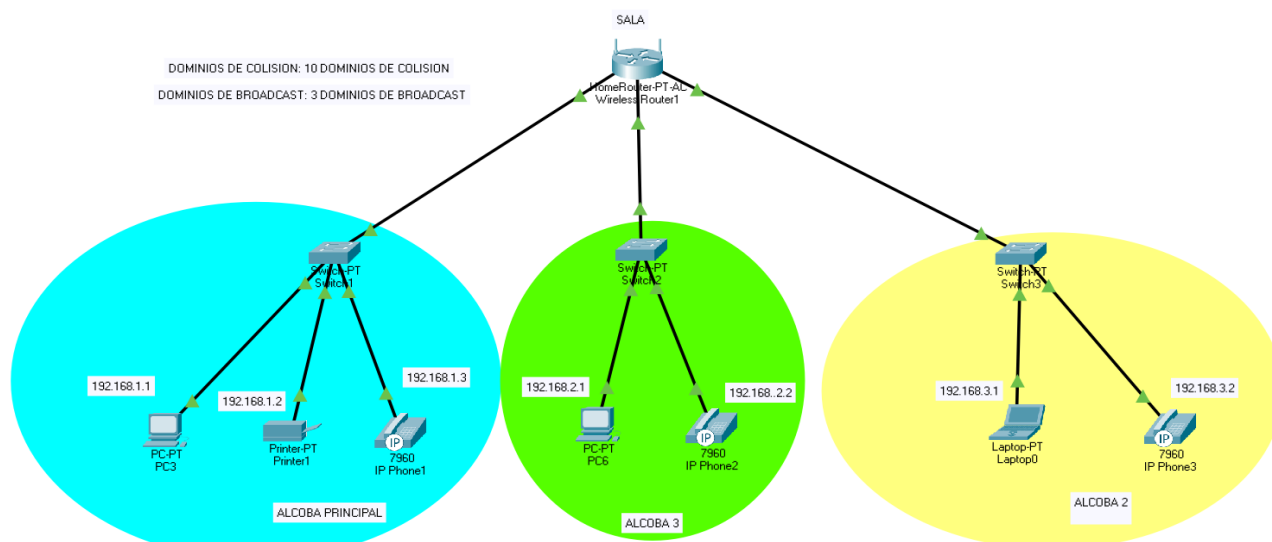 SALA
DOMINIOS DE COLISION: 10 DOMINIOS DE COLISION
DOMINIOS DE BROADCAST: 3 DOMINIOS DE BROADCAST
HomeRouter-PT-AC
Wireless Router1
Switch-PT
Switch1
Switch-PT
Switch2
Switch-PT
Switch3
192.168.1.1
192.168.1.2
192.168.1.3
192.168.2.1
192.168..2.2
192.168.3.1
192.168.3.2
PC-PT
PC3
Printer-PT
Printer1
IP
7960
IP Phone1
PC-PT
PC6
IP
7960
IP Phone2
Laptop-PT
Laptop0
IP
7960
IP Phone3
ALCOBA PRINCIPAL
ALCOBA 3
ALCOBA 2